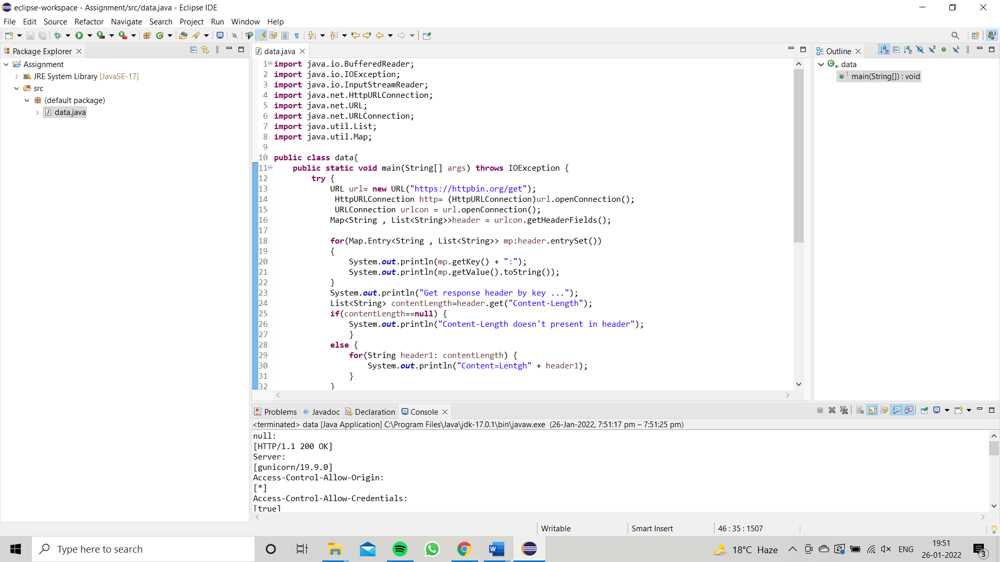 eclipse-workspace - Assignment/src/data.java - Eclipse IDE
File Edit Source Refactor Navigate Search Project Run Window Help
Package Explorer
Assignment
JRE System Library [JavaSE-17]
src
(default package)
data.java
data.java
1 import java.io.BufferedReader;
2 import java.io.IOException;
3 import java.io.InputStreamReader;
4 import java.net.HttpURLConnection;
5 import java.net.URL;
6 import java.net.URLConnection;
7 import java.util.List;
8 import java.util.Map;
9
10 public class data{
11 public static void main(String[] args) throws IOException {
12 try {
13 URL url= new URL("https://httpbin.org/get");
14 HttpURLConnection http= (HttpURLConnection)url.openConnection();
15 URLConnection urlcon = url.openConnection();
16 Map<String , List<String>>header = urlcon.getHeaderFields();
17
18 for(Map.Entry<String , List<String>> mp:header.entrySet())
19 {
20 System.out.println(mp.getKey() + ":");
21 System.out.println(mp.getValue().toString());
22 }
23 System.out.println("Get response header by key ...");
24 List<String> contentLength=header.get("Content-Length");
25 if(contentLength==null) {
26 System.out.println("Content-Length doesn't present in header");
27 }
28 else {
29 for(String header1: contentLength) {
30 System.out.println("Content=Lentgh" + header1);
31 }
32 }
Outline
data
main(String[]) : void
Problems @ Javadoc Declaration Console
<terminated> data [Java Application] C:\Program Files\Java\jdk-17.0.1\bin\javaw.exe (26-Jan-2022, 7:51:17 pm – 7:51:25 pm)
null:
[HTTP/1.1 200 OK]
Server:
[gunicorn/19.9.0]
Access-Control-Allow-Origin:
[*]
Access-Control-Allow-Credentials:
[true]
Writable Smart Insert 46 : 35 : 1507
Type here to search
18°C Haze
ENG
19:51
26-01-2022
3